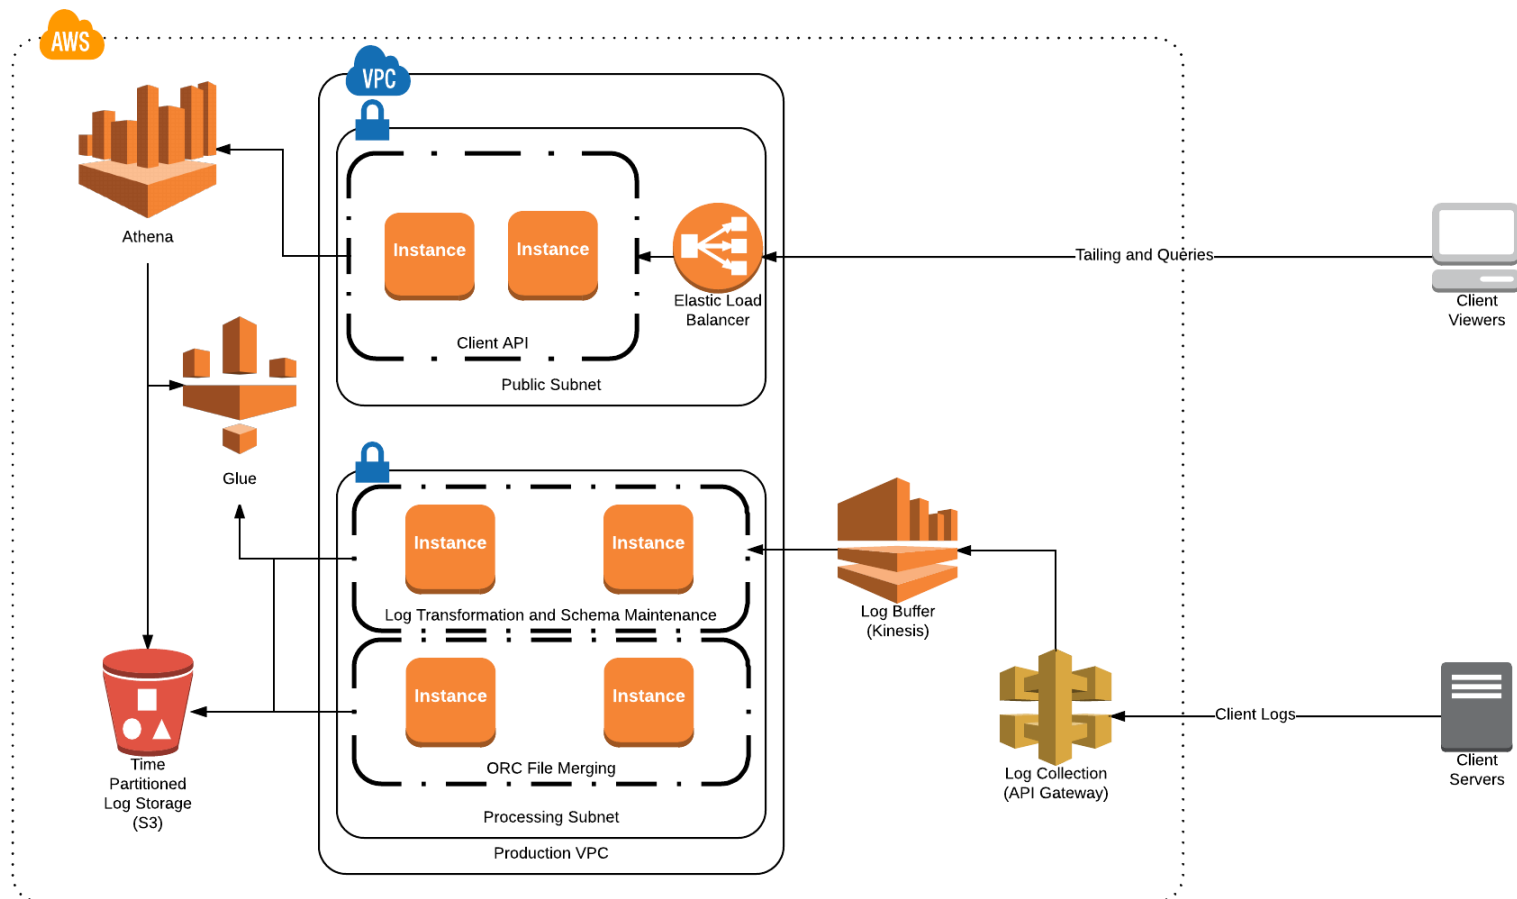 AWS
VPC
Athena
Instance
Instance
Client API
Public Subnet
Elastic Load
Balancer
Tailing and Queries
Client
Viewers
Glue
Instance
Instance
Log Transformation and Schema Maintenance
Instance
Instance
ORC File Merging
Processing Subnet
Production VPC
Log Buffer
(Kinesis)
Log Collection
(API Gateway)
Client Logs
Client
Servers
Time
Partitioned
Log Storage
(S3)